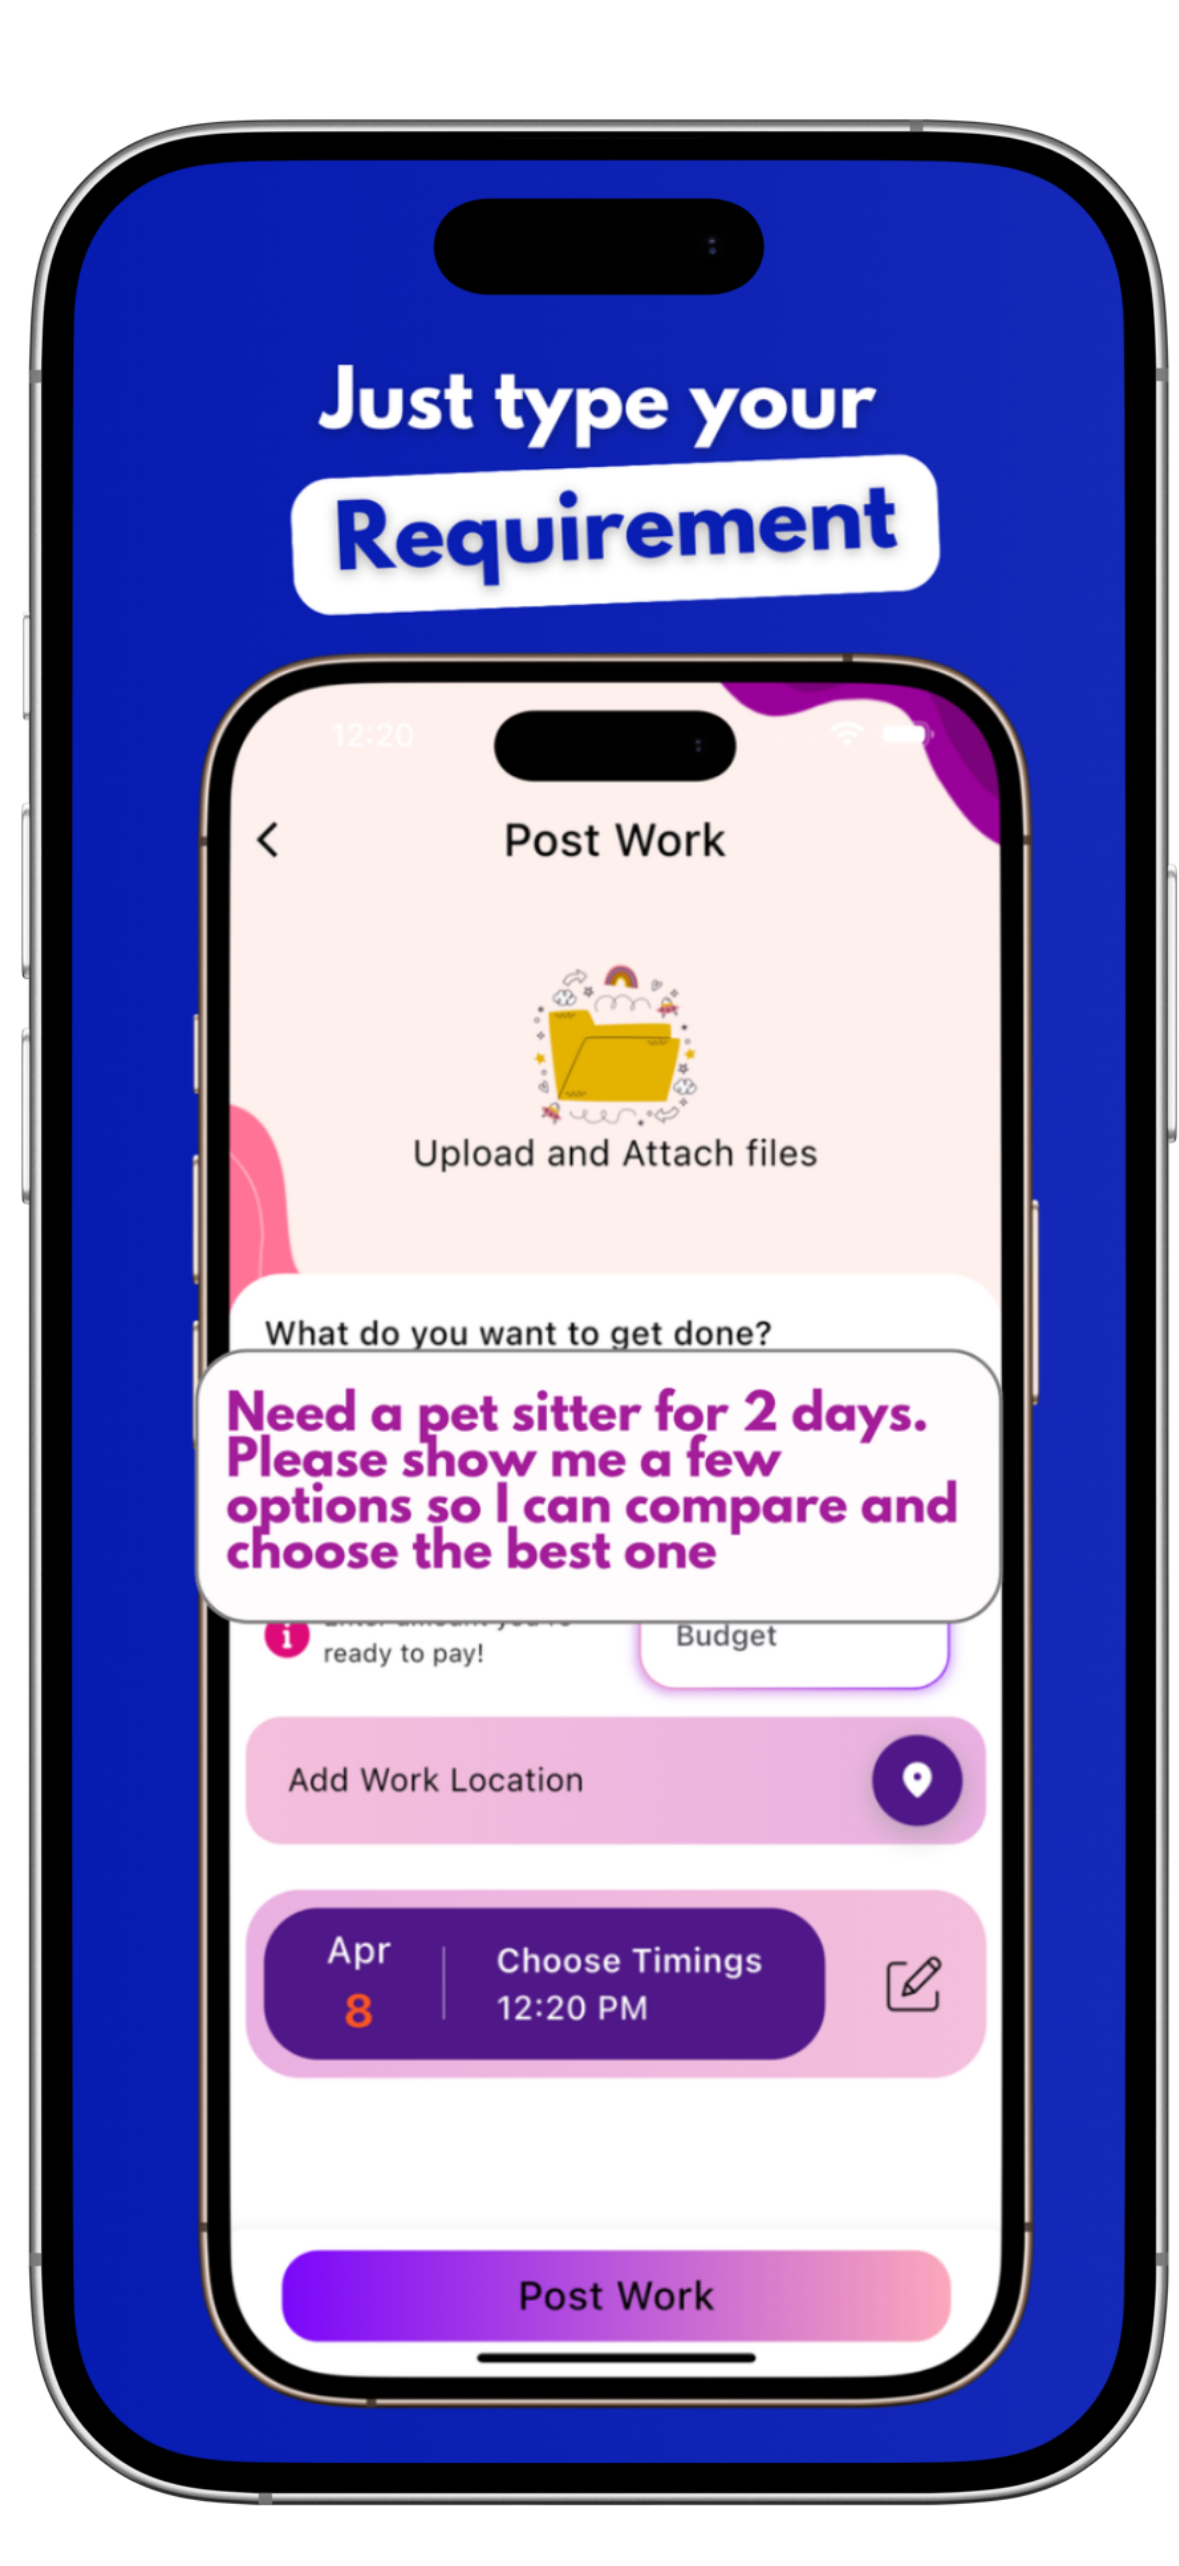 Just type your
Requirement
12:20
Post Work
Upload and Attach files
What do you want to get done?
Need a pet sitter for 2 days.
Please show me a few
options so I can compare and
choose the best one
ready to pay!
Budget
Add Work Location
Apr
8
Choose Timings
12:20 PM
Post Work